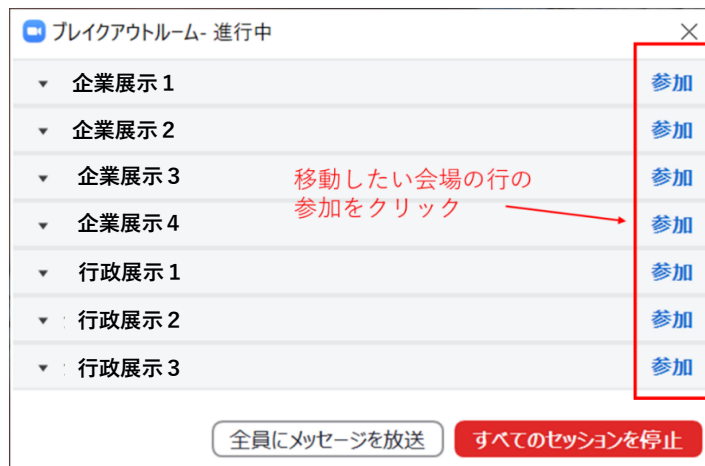 ブレイクアウトルーム- 進行中
企業展示1 参加
企業展示2 参加
企業展示3 参加
移動したい会場の行の
参加をクリック
企業展示4 参加
行政展示1 参加
行政展示2 参加
行政展示3 参加
全員にメッセージを放送 すべてのセッションを停止